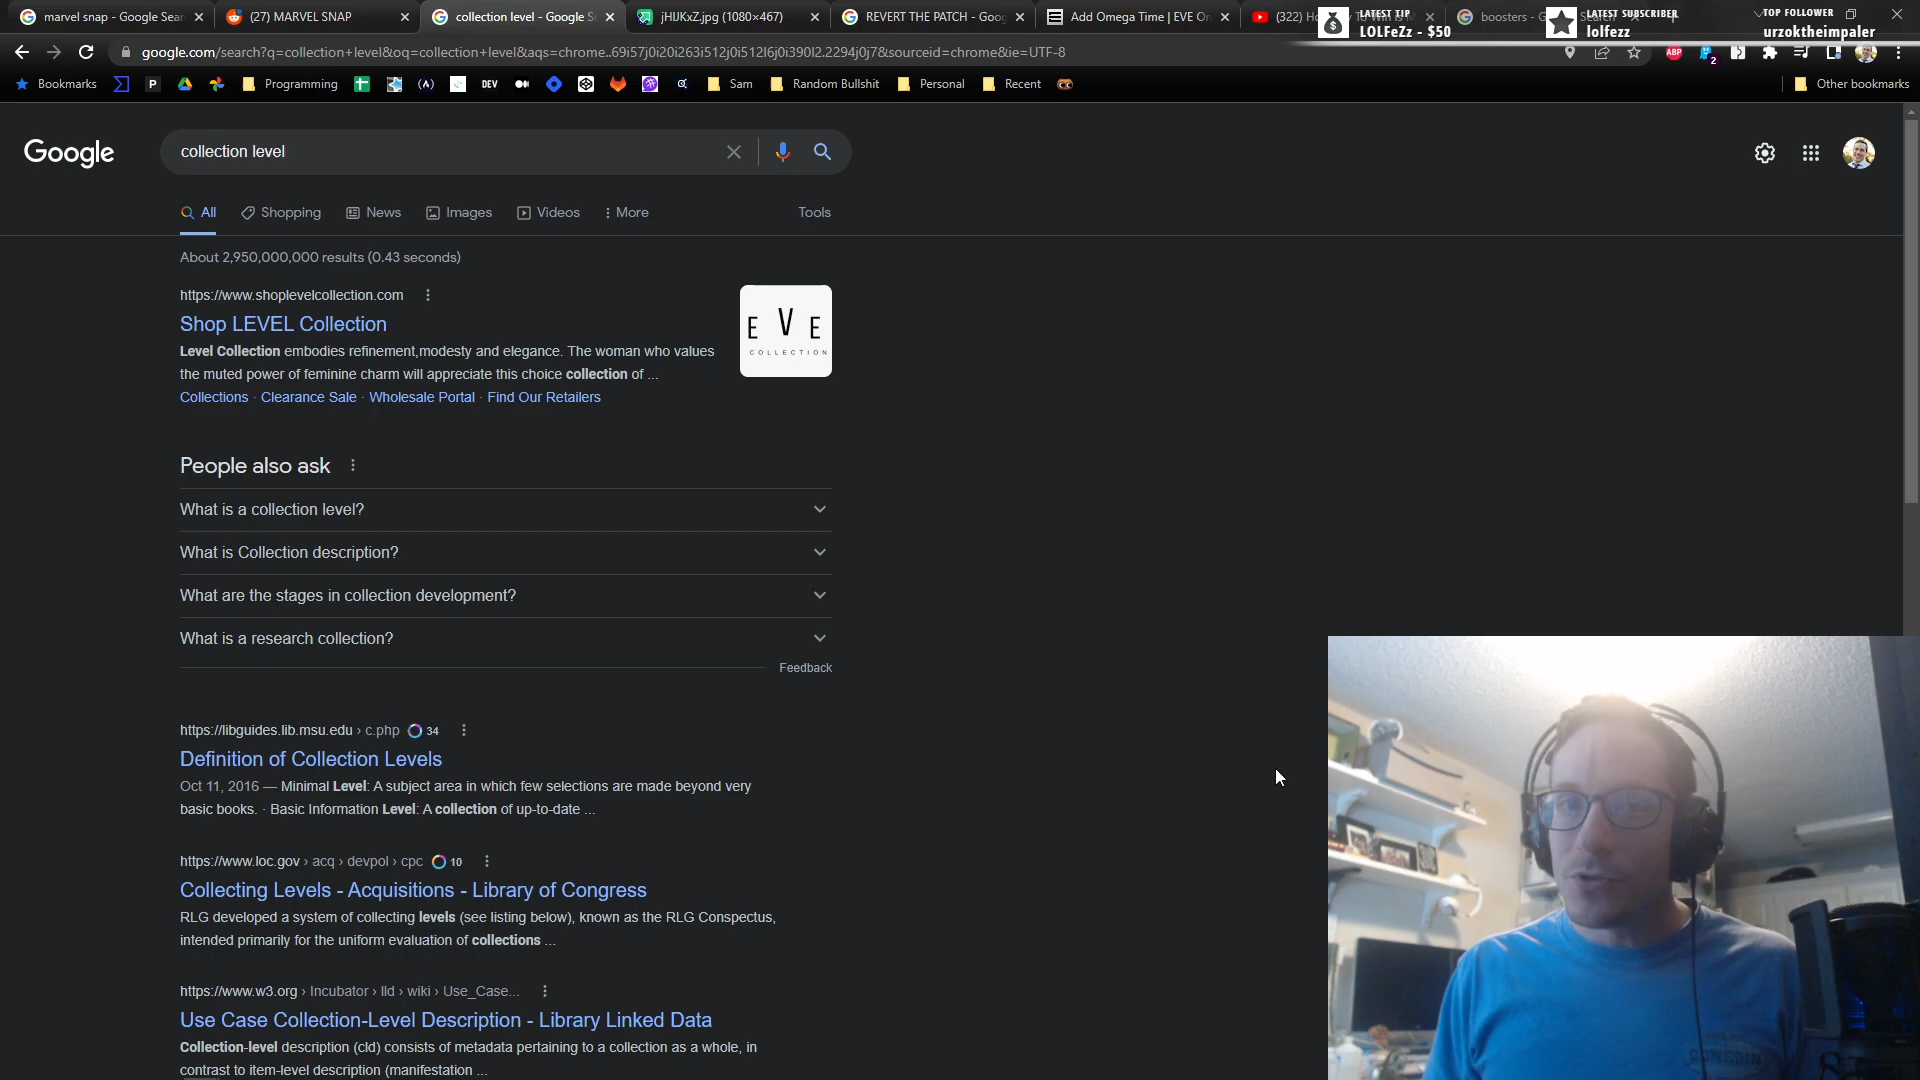 marvel snap - Google Sear
(27) MARVEL SNAP
collection level - Google S
jHJKxZ.jpg (1080×467)
REVERT THE PATCH - Goog
Add Omega Time | EVE On
(322) H
boosters - G
LATEST TIP
LOLFeZz - $50
LATEST SUBSCRIBER
lolfezz
TOP FOLLOWER
urzoktheimpaler
google.com/search?q=collection+level&oq=collection+level&aqs=chrome..69i57j0i20i263i512j0i512l6j0i390l2.2294j0j7&sourceid=chrome&ie=UTF-8
ABP
2
Bookmarks
P
Programming
DEV
Sam
Random Bullshit
Personal
Recent
Other bookmarks
Google
collection level
All
Shopping
News
Images
Videos
More
Tools
About 2,950,000,000 results (0.43 seconds)
https://www.shoplevelcollection.com
Shop LEVEL Collection
Level Collection embodies refinement,modesty and elegance. The woman who values
the muted power of feminine charm will appreciate this choice collection of ...
Collections · Clearance Sale · Wholesale Portal · Find Our Retailers
E V E
COLLECTION
People also ask
What is a collection level?
What is Collection description?
What are the stages in collection development?
What is a research collection?
Feedback
https://libguides.lib.msu.edu › c.php 34
Definition of Collection Levels
Oct 11, 2016 — Minimal Level: A subject area in which few selections are made beyond very
basic books. · Basic Information Level: A collection of up-to-date ...
https://www.loc.gov › acq › devpol › cpc 10
Collecting Levels - Acquisitions - Library of Congress
RLG developed a system of collecting levels (see listing below), known as the RLG Conspectus,
intended primarily for the uniform evaluation of collections ...
https://www.w3.org › Incubator › lld › wiki › Use_Case...
Use Case Collection-Level Description - Library Linked Data
Collection-level description (cld) consists of metadata pertaining to a collection as a whole, in
contrast to item-level description (manifestation ...